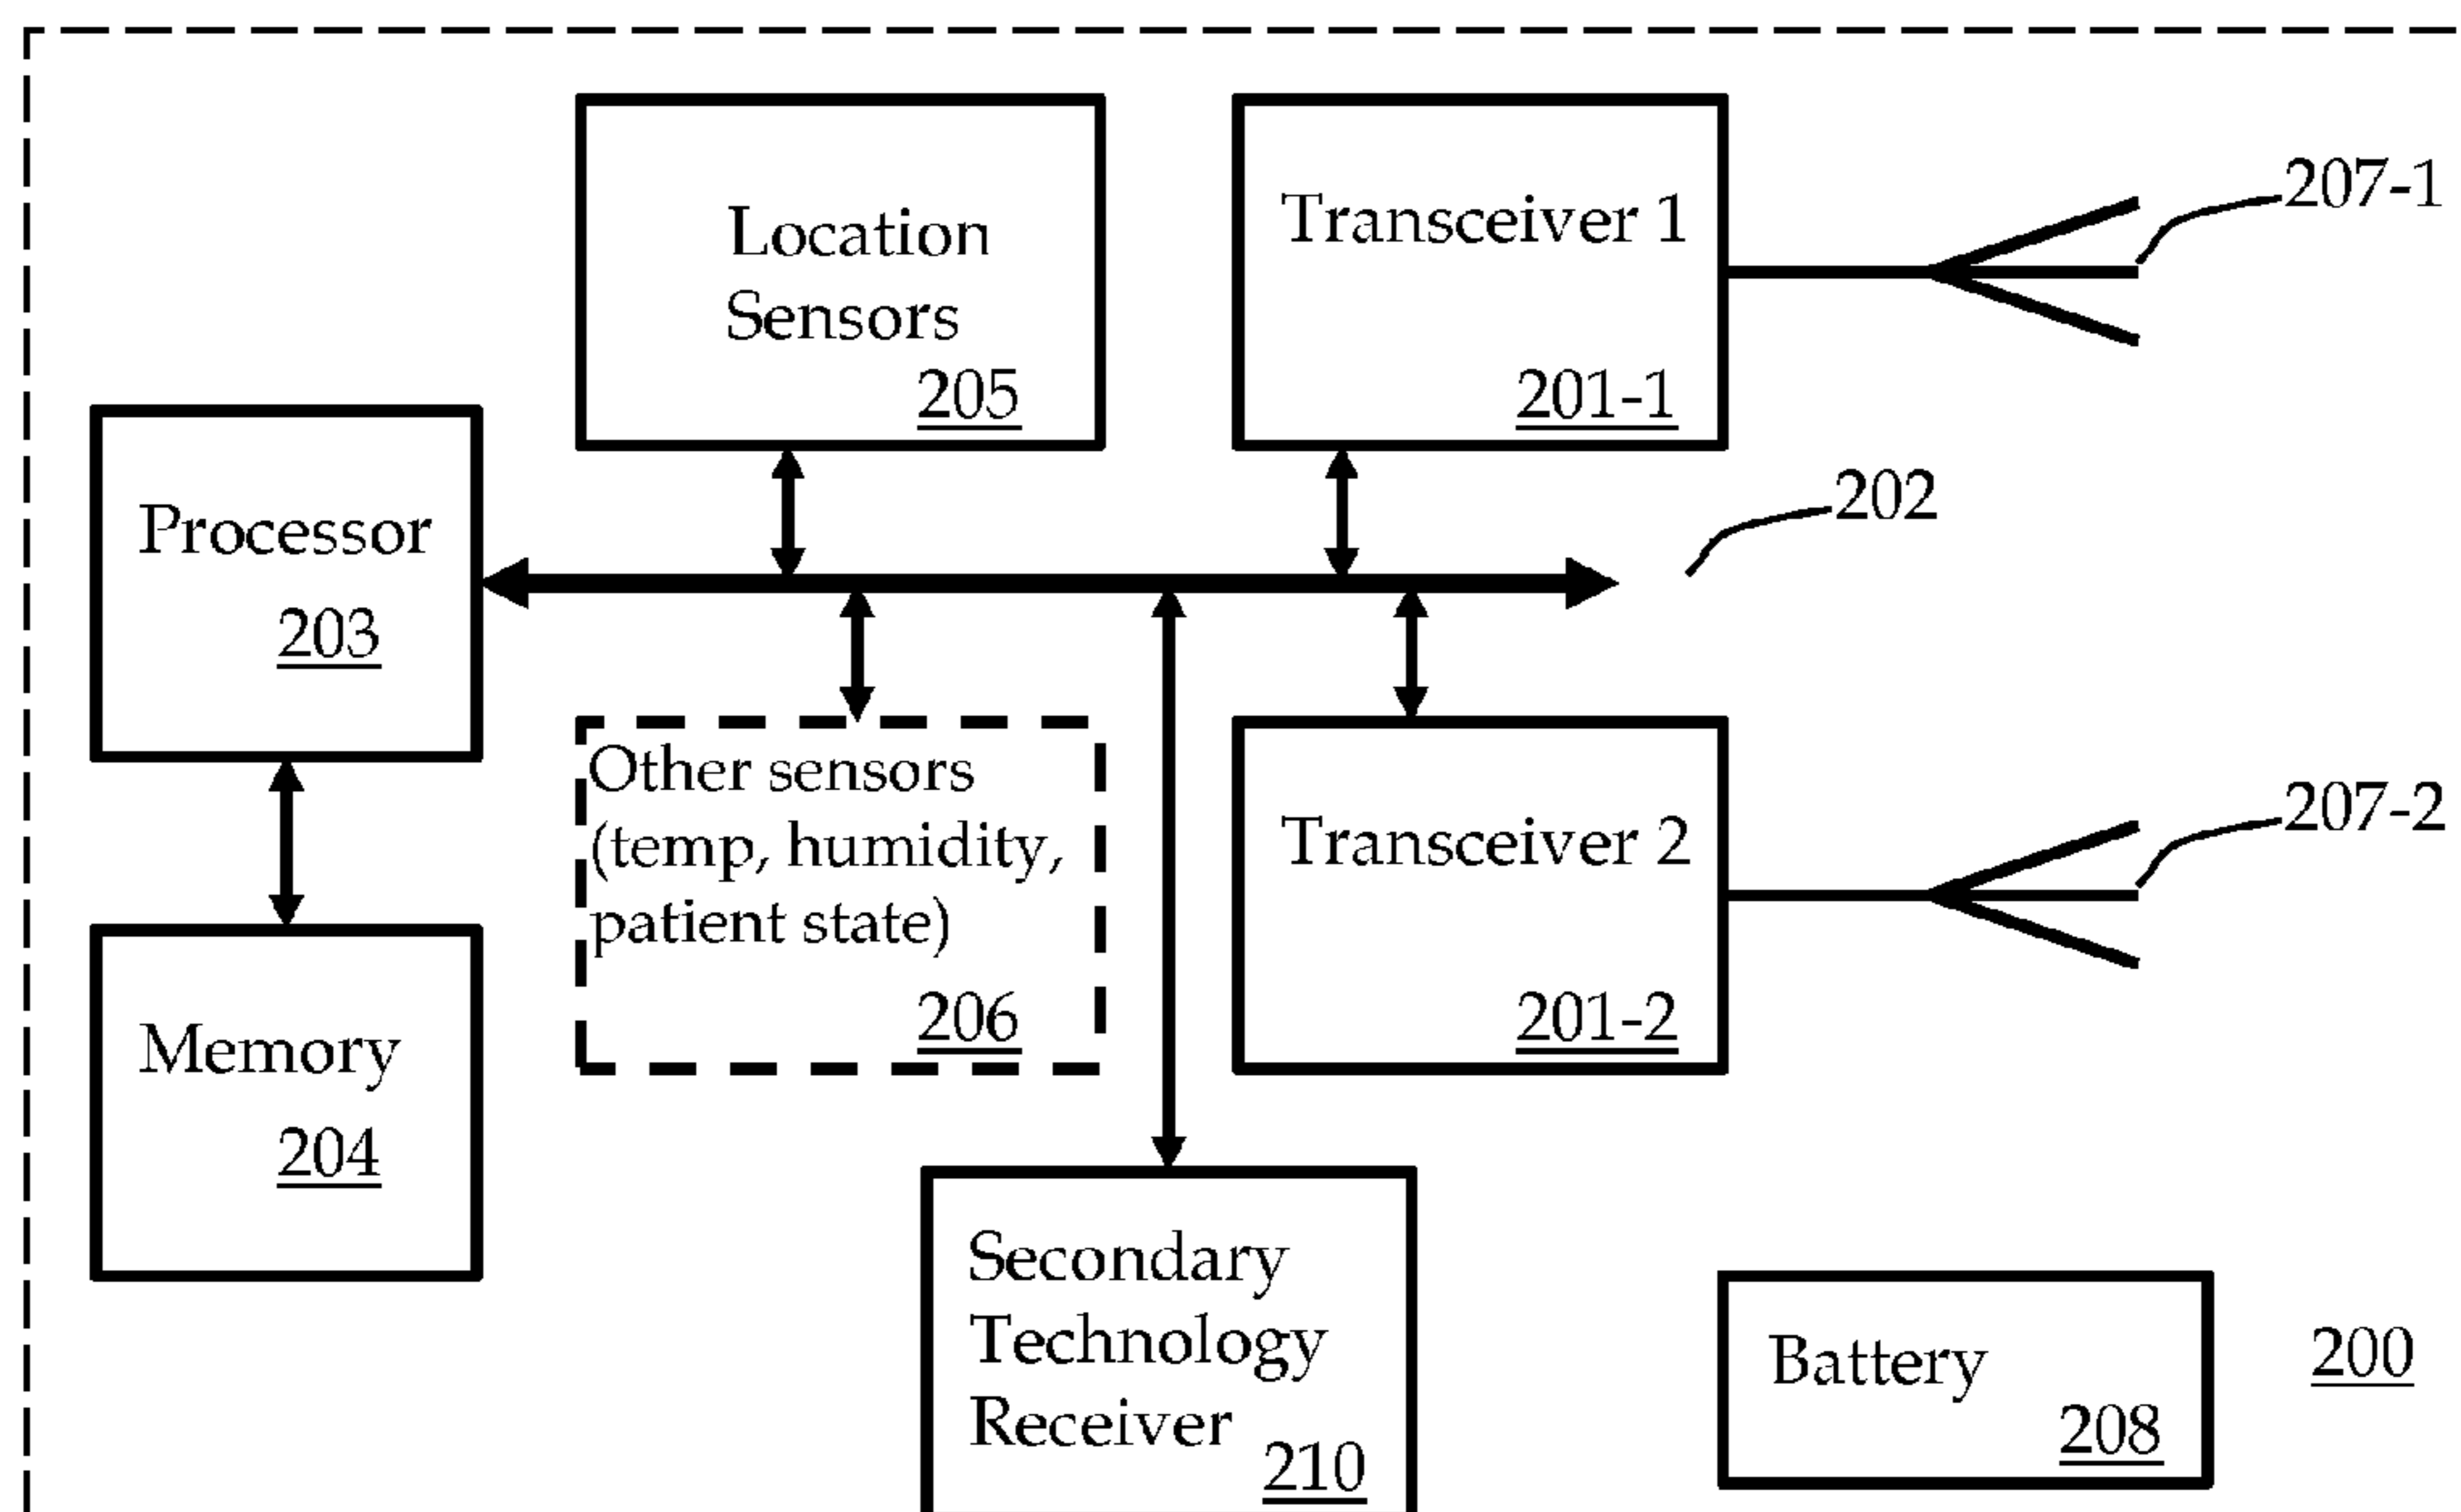 Location
Sensors
205
Transceiver 1
201-1
207-1
Processor
203
202
Other sensors
(temp, humidity,
patient state)
206
Transceiver 2
201-2
207-2
Memory
204
Secondary
Technology
Receiver
210
Battery
208
200